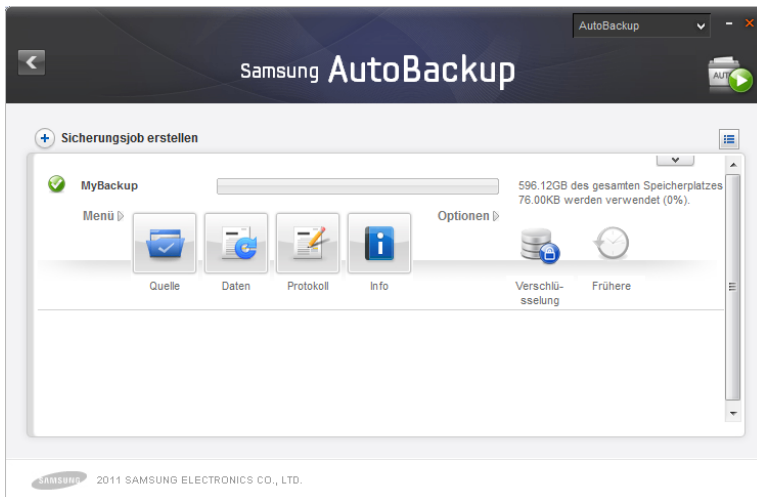 AutoBackup
samsung AutoBackup
AUTO
Sicherungsjob erstellen
MyBackup
596.12GB des gesamten Speicherplatzes
76.00KB werden verwendet (0%).
Menü
Optionen
Quelle
Daten
Protokoll
Info
Verschlü-
sselung
Frühere
SAMSUNG
2011 SAMSUNG ELECTRONICS CO., LTD.